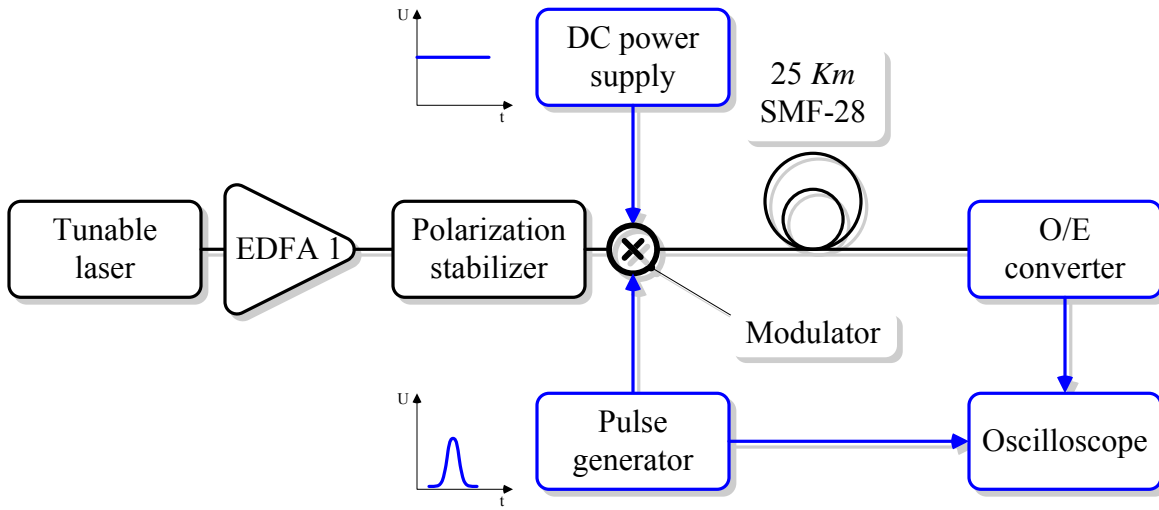 U
t
DC power
supply
25 Km
SMF-28
Tunable
laser
EDFA 1
Polarization
stabilizer
O/E
converter
Modulator
U
t
Pulse
generator
Oscilloscope